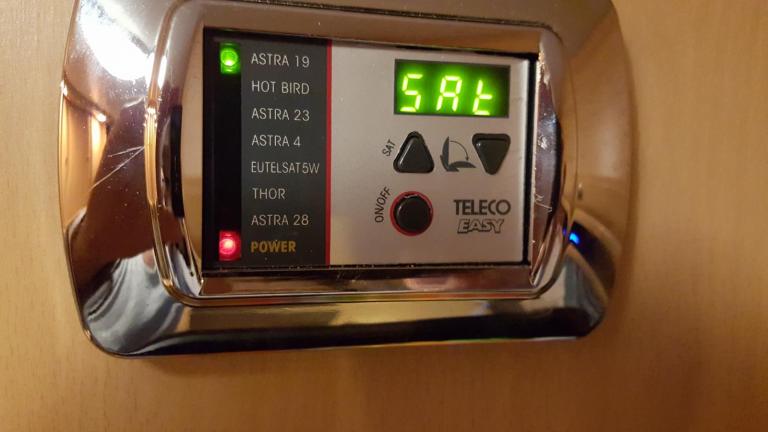 ASTRA 19
HOT BIRD
ASTRA 23
ASTRA 4
EUTELSAT5W
THOR
ASTRA 28
POWER
SAt
SAT
ON/OFF
TELECO
EASY